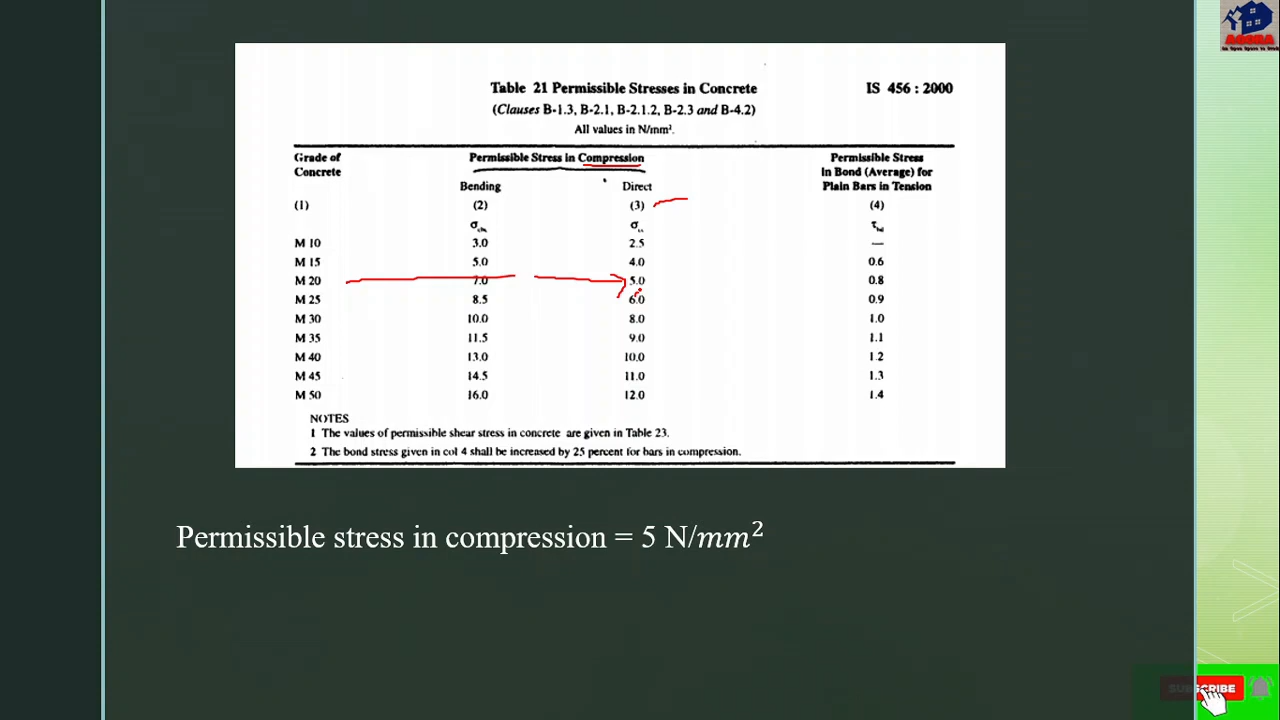 AGSHA
An Open Space to Study
Table 21 Permissible Stresses in Concrete IS 456 : 2000
(Clauses B-1.3, B-2.1, B-2.1.2, B-2.3 and B-4.2)
All values in N/mm².
Grade of Concrete Permissible Stress in Compression Permissible Stress in Bond (Average) for Plain Bars in Tension
Bending Direct
(1) (2) (3) (4)
M 10 3.0 2.5 —
M 15 5.0 4.0 0.6
M 20 7.0 5.0 0.8
M 25 8.5 6.0 0.9
M 30 10.0 8.0 1.0
M 35 11.5 9.0 1.1
M 40 13.0 10.0 1.2
M 45 14.5 11.0 1.3
M 50 16.0 12.0 1.4
NOTES
1 The values of permissible shear stress in concrete are given in Table 23.
2 The bond stress given in col 4 shall be increased by 25 percent for bars in compression.
Permissible stress in compression = 5 N/mm²
SUBSCRIBE